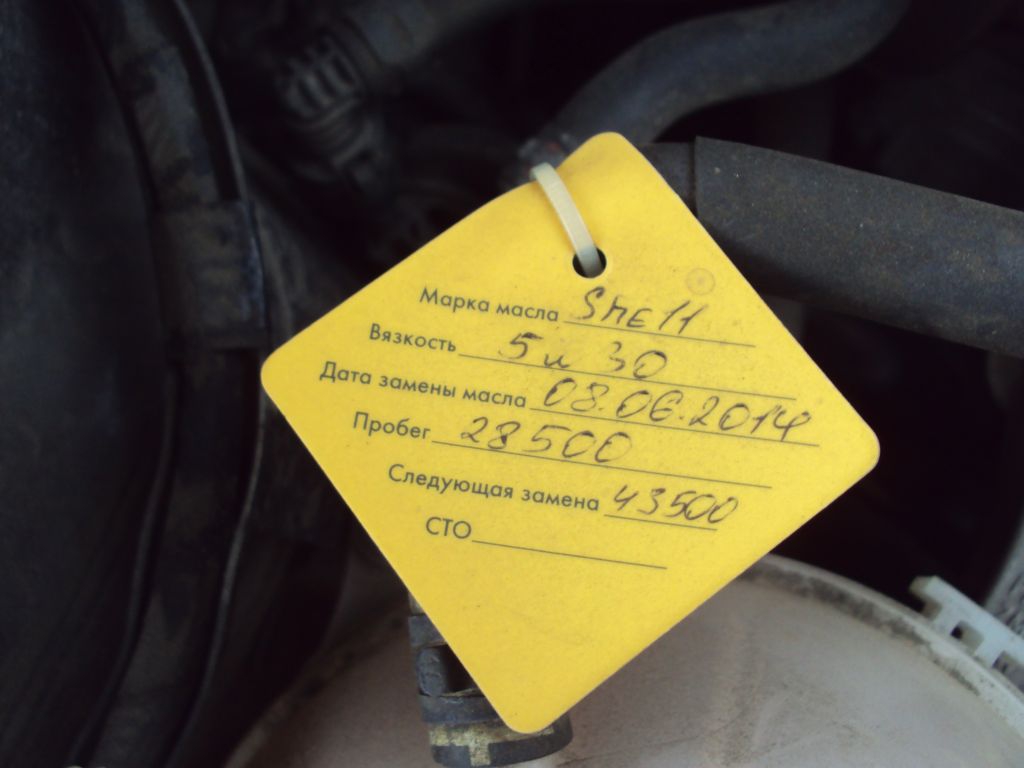 Марка масла Shell
Вязкость 5w30
Дата замены масла 08.06.2014
Пробег 28500
Следующая замена 43500
СТО